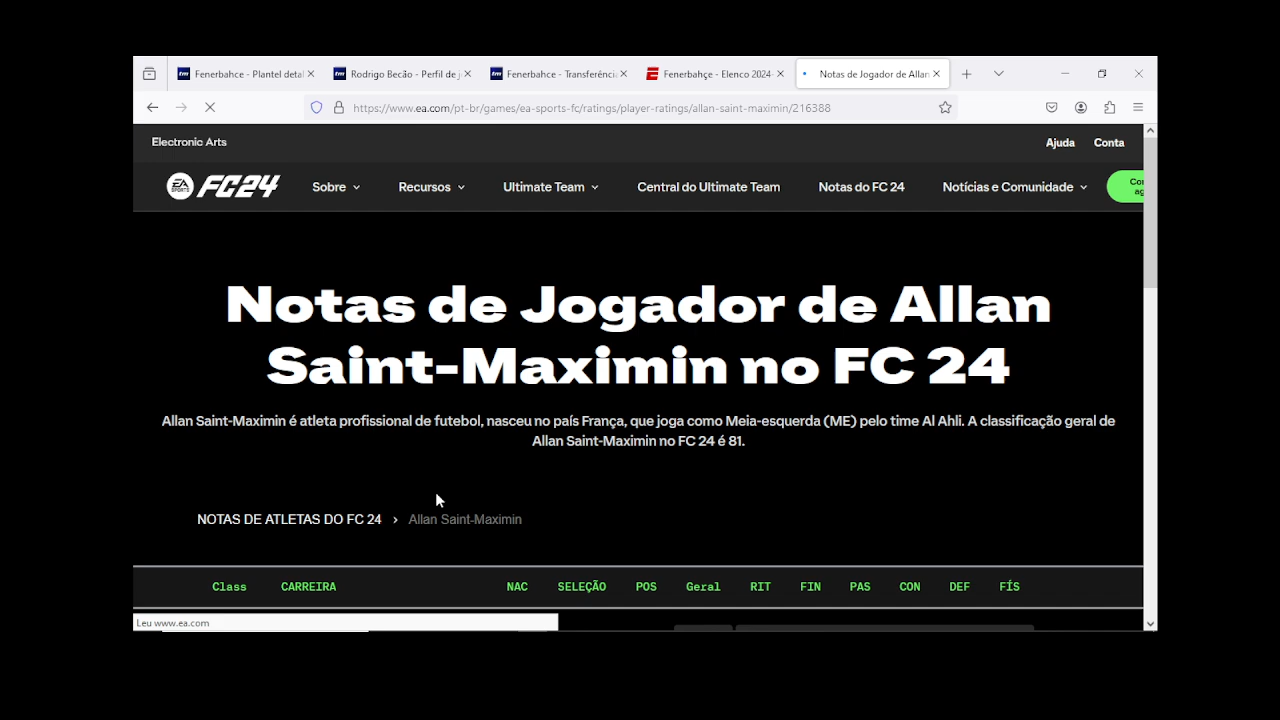 Fenerbahce - Plantel detal
Rodrigo Becão - Perfil de j
Fenerbahce - Transferência
Fenerbahçe - Elenco 2024-
Notas de Jogador de Allan
https://www.ea.com/pt-br/games/ea-sports-fc/ratings/player-ratings/allan-saint-maximin/216388
Electronic Arts
Ajuda
Conta
EA SPORTS FC24
Sobre
Recursos
Ultimate Team
Central do Ultimate Team
Notas do FC 24
Notícias e Comunidade
Notas de Jogador de Allan
Saint-Maximin no FC 24
Allan Saint-Maximin é atleta profissional de futebol, nasceu no país França, que joga como Meia-esquerda (ME) pelo time Al Ahli. A classificação geral de
Allan Saint-Maximin no FC 24 é 81.
NOTAS DE ATLETAS DO FC 24 › Allan Saint-Maximin
Class CARREIRA NAC SELEÇÃO POS Geral RIT FIN PAS CON DEF FÍS
Leu www.ea.com